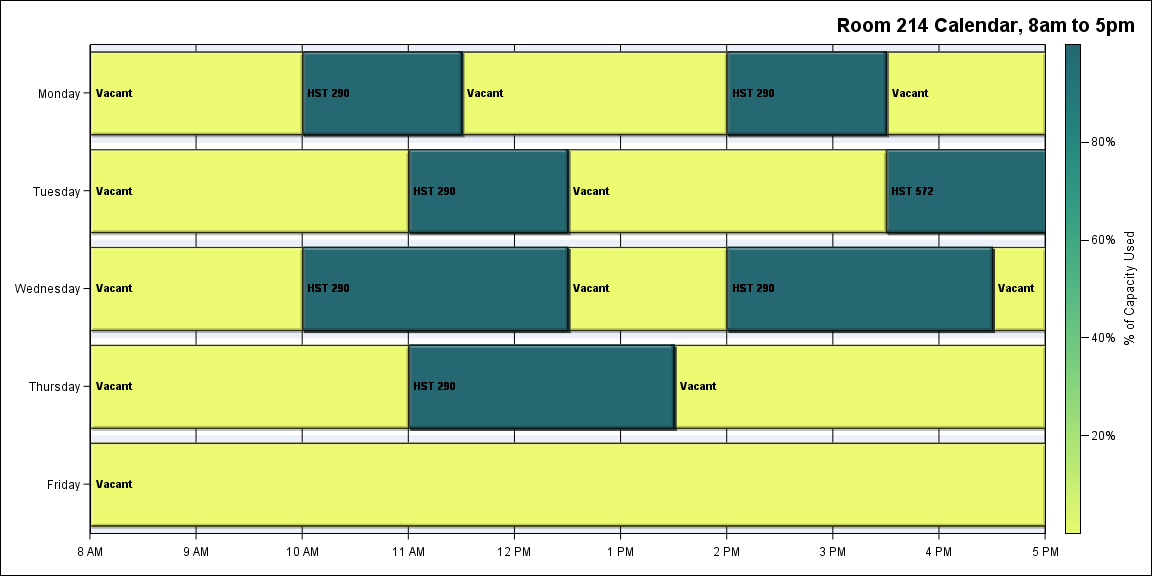 Room 214 Calendar, 8am to 5pm
Monday Vacant HST 290 Vacant HST 290 Vacant
80%
Tuesday Vacant HST 290 Vacant HST 572
60%
% of Capacity Used
Wednesday Vacant HST 290 Vacant HST 290 Vacant
40%
Thursday Vacant HST 290 Vacant
20%
Friday Vacant
8 AM 9 AM 10 AM 11 AM 12 PM 1 PM 2 PM 3 PM 4 PM 5 PM